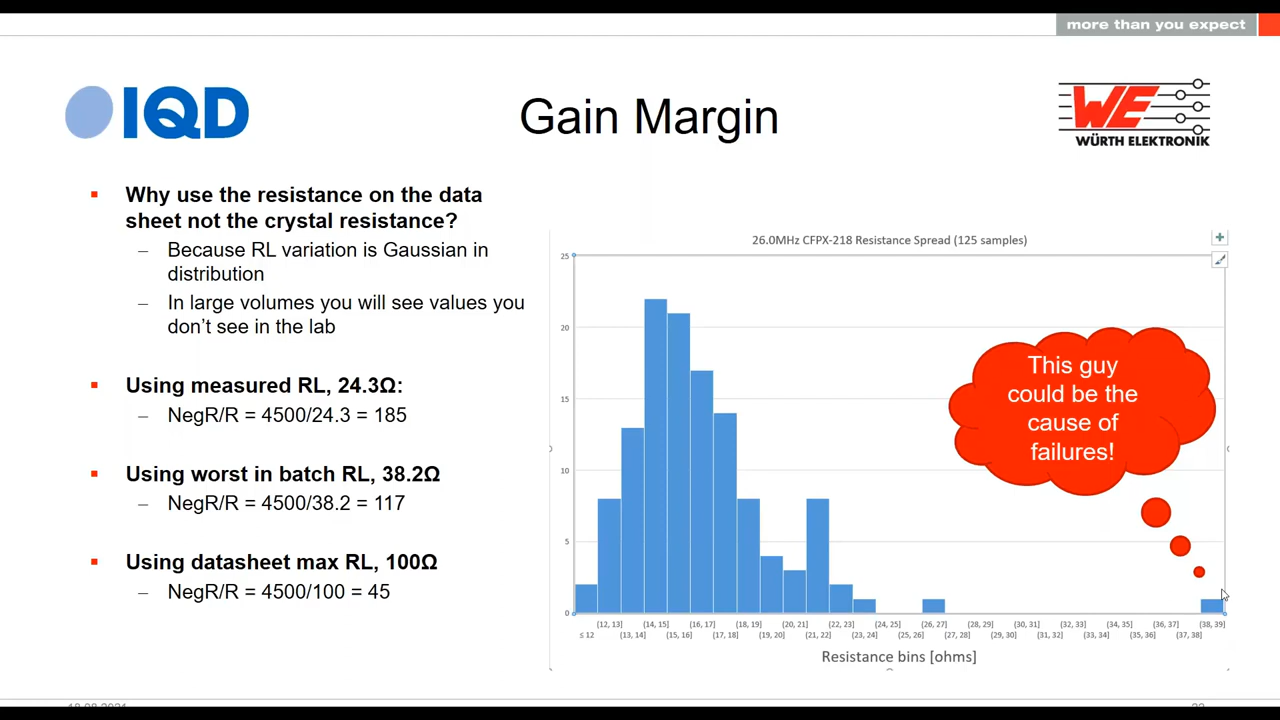 more than you expect
IQD
Gain Margin
WE
WÜRTH ELEKTRONIK
▪ Why use the resistance on the data
sheet not the crystal resistance?
– Because RL variation is Gaussian in
distribution
– In large volumes you will see values you
don't see in the lab
▪ Using measured RL, 24.3Ω:
– NegR/R = 4500/24.3 = 185
▪ Using worst in batch RL, 38.2Ω
– NegR/R = 4500/38.2 = 117
▪ Using datasheet max RL, 100Ω
– NegR/R = 4500/100 = 45
26.0MHz CFPX-218 Resistance Spread (125 samples)
25
20
15
10
5
0
This guy
could be the
cause of
failures!
(12, 13] (14, 15] (16, 17] (18, 19] (20, 21] (22, 23] (24, 25] (26, 27] (28, 29] (30, 31] (32, 33] (34, 35] (36, 37] (38, 39]
≤ 12 (13, 14] (15, 16] (17, 18] (19, 20] (21, 22] (23, 24] (25, 26] (27, 28] (29, 30] (31, 32] (33, 34] (35, 36] (37, 38]
Resistance bins [ohms]